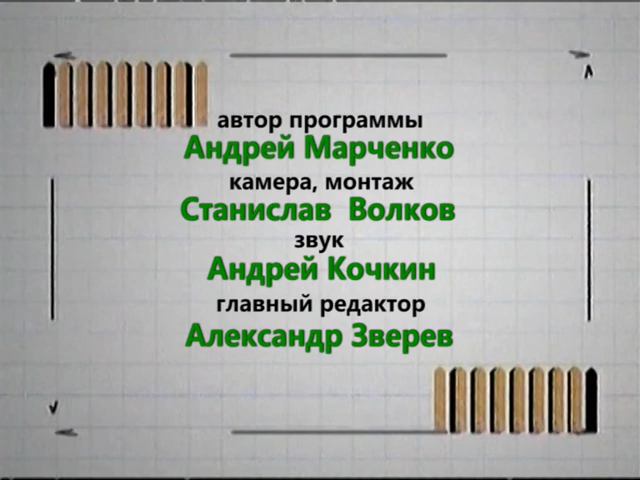 автор программы
Андрей Марченко
камера, монтаж
Станислав Волков
звук
Андрей Кочкин
главный редактор
Александр Зверев